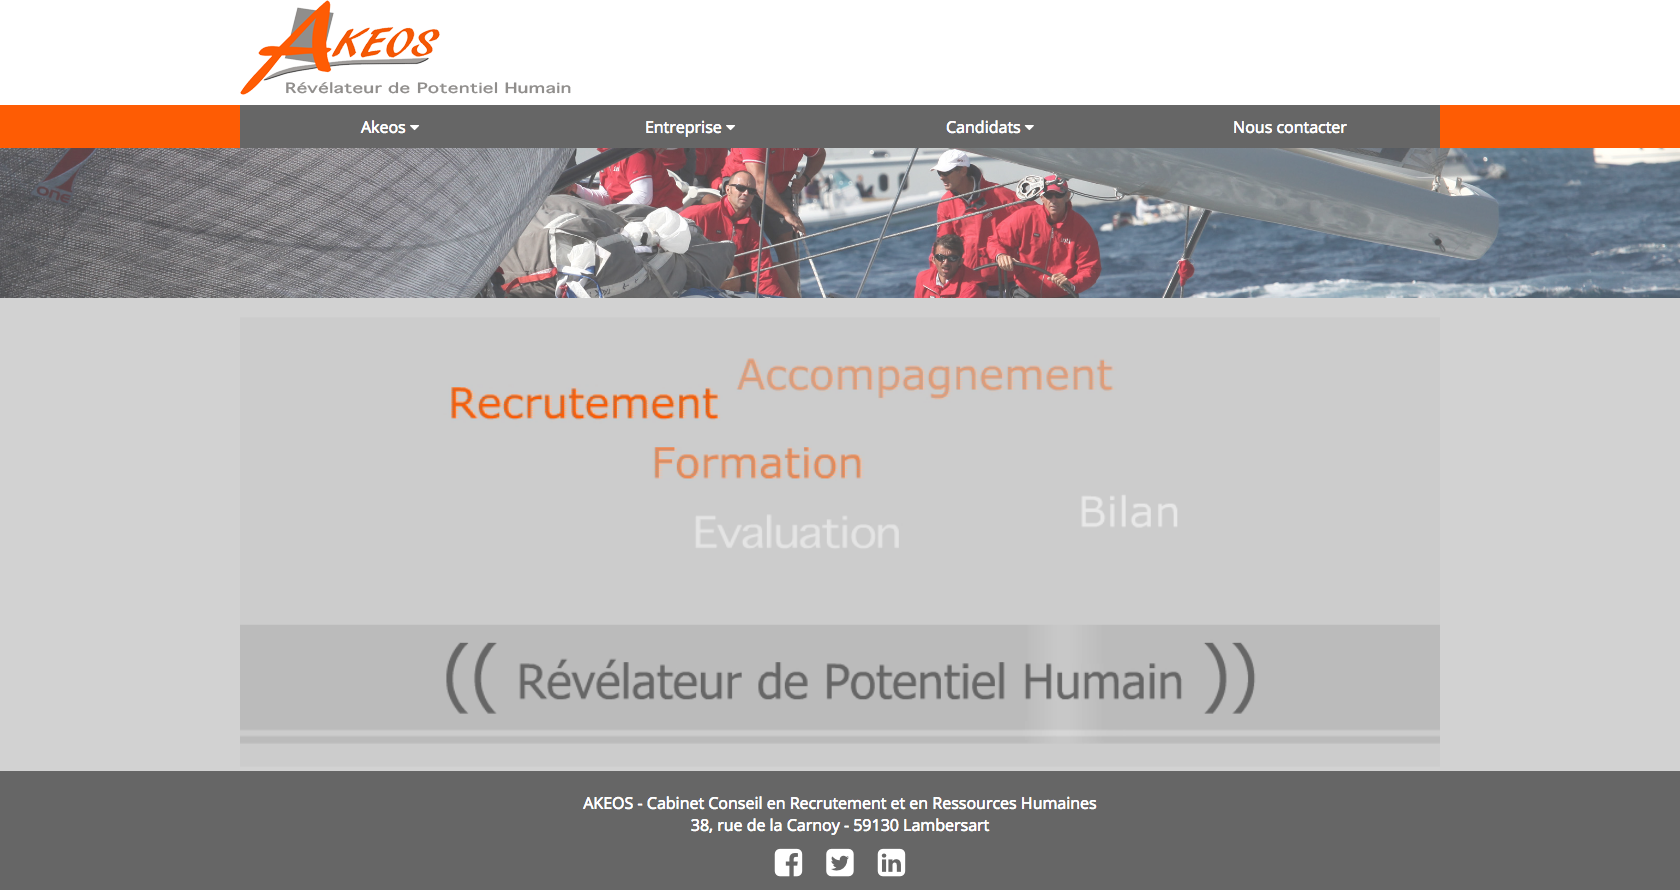 AKEOS
Révélateur de Potentiel Humain
Akeos
Entreprise
Candidats
Nous contacter
one
Accompagnement
Recrutement
Formation
Bilan
Evaluation
(( Révélateur de Potentiel Humain ))
AKEOS - Cabinet Conseil en Recrutement et en Ressources Humaines
38, rue de la Carnoy - 59130 Lambersart